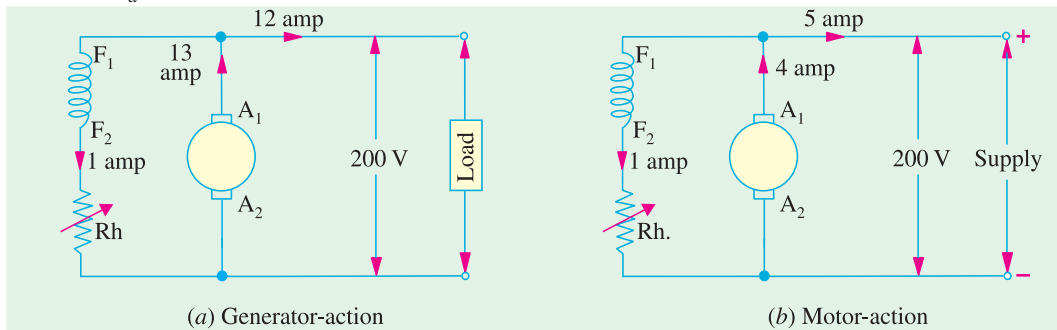 a
12 amp
13
amp
F1
F2
1 amp
Rh
A1
A2
200 V
Load
(a) Generator-action
5 amp
+
4 amp
F1
F2
1 amp
Rh.
A1
A2
200 V
Supply
–
(b) Motor-action